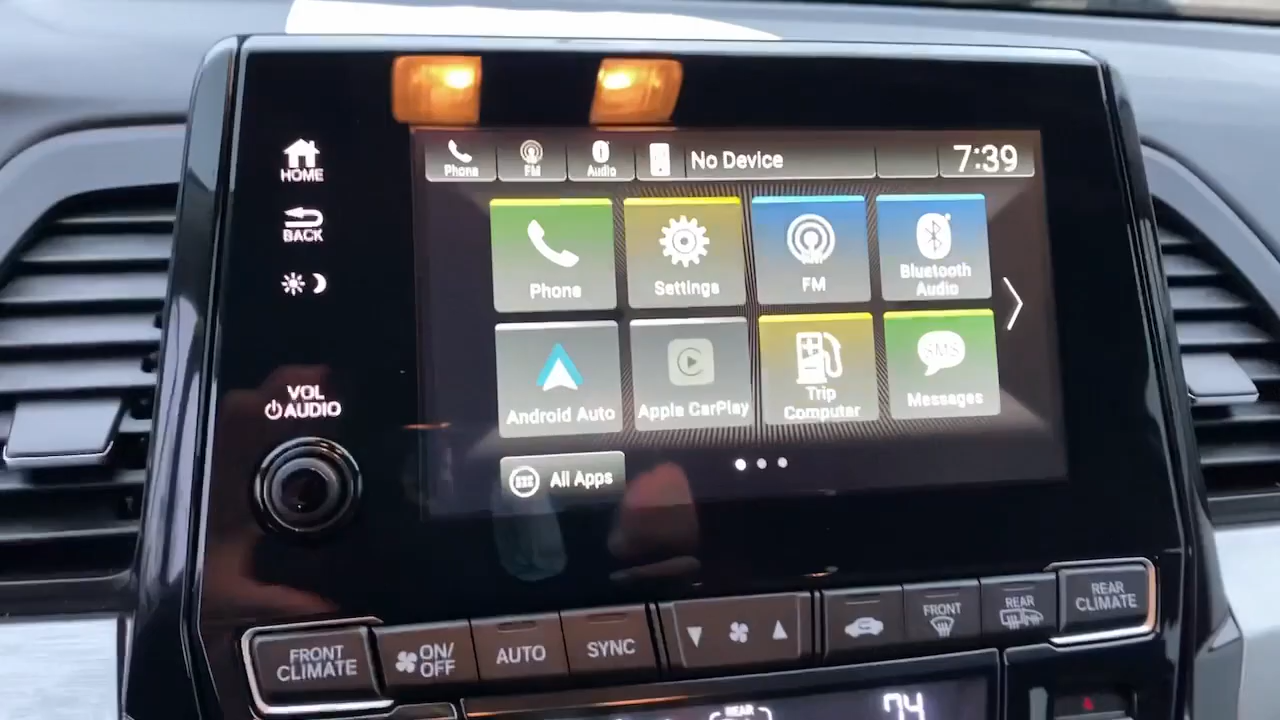 HOME
BACK
VOL
AUDIO
Phone
FM
Audio
No Device
7:39
Phone
Settings
FM
Bluetooth
Audio
Android Auto
Apple CarPlay
Trip
Computer
SMS
Messages
All Apps
FRONT
CLIMATE
ON/
OFF
AUTO
SYNC
FRONT
REAR
REAR
CLIMATE
REAR
74